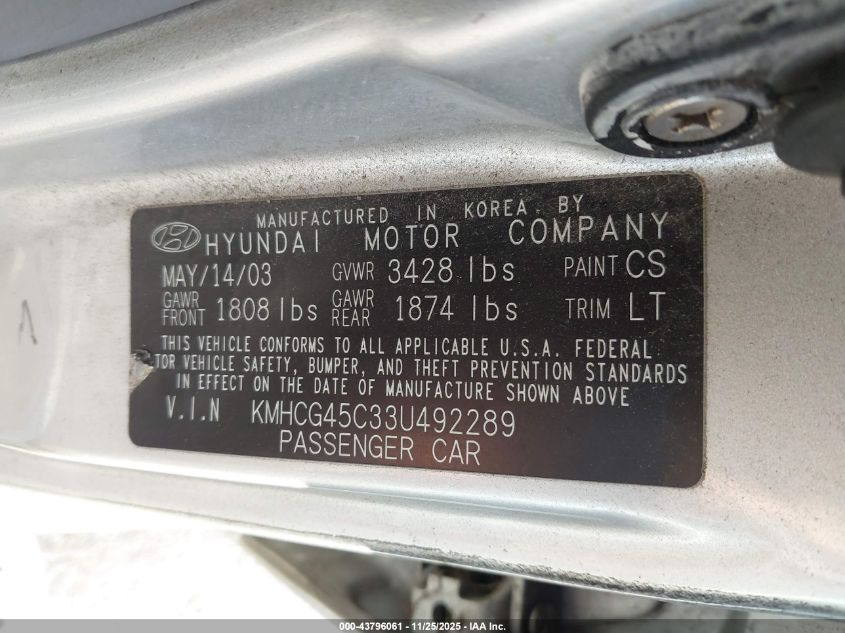 MANUFACTURED IN KOREA BY
HYUNDAI MOTOR COMPANY
MAY/14/03 GVWR 3428 lbs PAINT CS
GAWR FRONT 1808 lbs GAWR REAR 1874 lbs TRIM LT
THIS VEHICLE CONFORMS TO ALL APPLICABLE U.S.A. FEDERAL
TOR VEHICLE SAFETY, BUMPER, AND THEFT PREVENTION STANDARDS
IN EFFECT ON THE DATE OF MANUFACTURE SHOWN ABOVE
V.I.N KMHCG45C33U492289
PASSENGER CAR
000-43796061 - 11/25/2025 - IAA Inc.